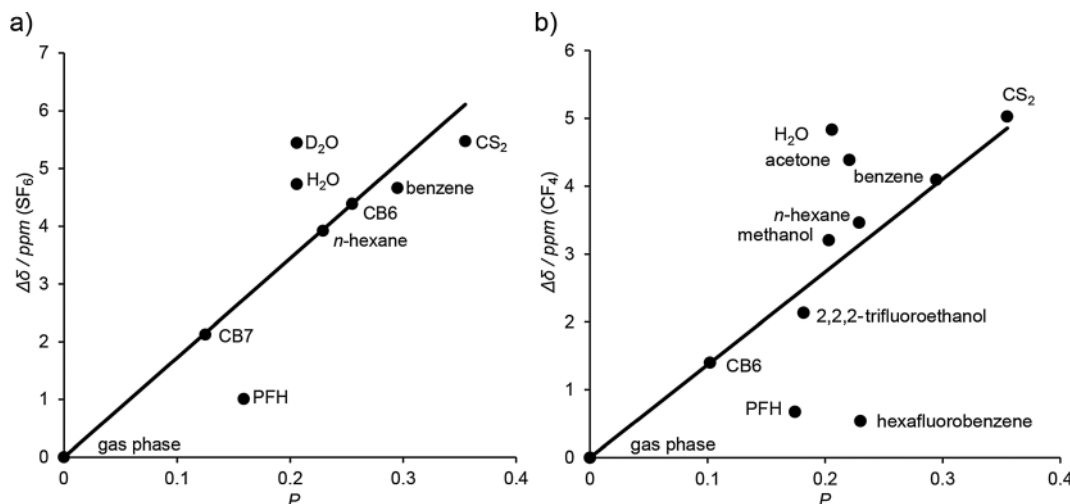 a)
7
6
5
4
3
2
1
0
Δδ / ppm (SF6)
D2O
H2O
CS2
benzene
CB6
n-hexane
CB7
PFH
gas phase
0
0.1
0.2
0.3
0.4
P
b)
6
5
4
3
2
1
0
Δδ / ppm (CF4)
CS2
H2O
acetone
benzene
n-hexane
methanol
2,2,2-trifluoroethanol
CB6
PFH
hexafluorobenzene
gas phase
0
0.1
0.2
0.3
0.4
P